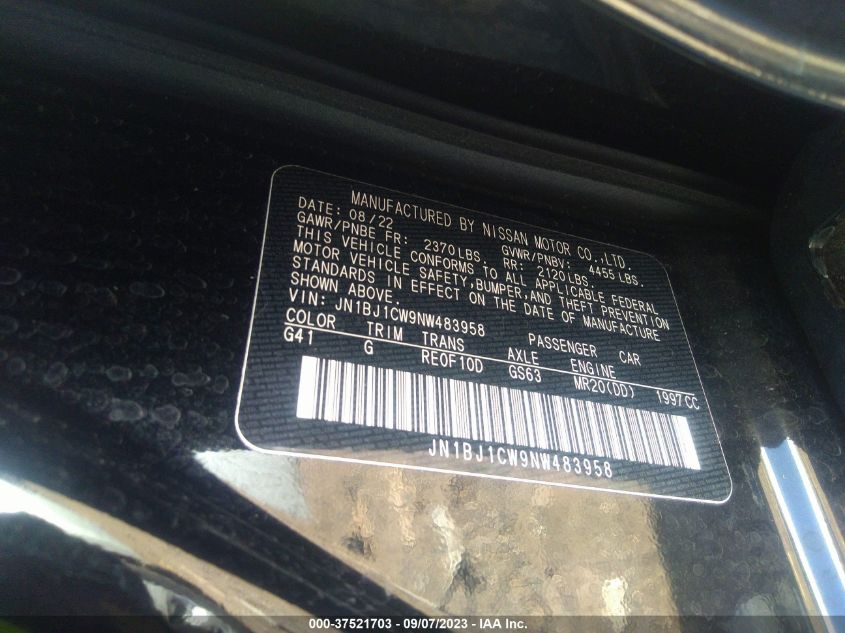 MANUFACTURED BY NISSAN MOTOR CO.,LTD.
DATE: 08/22 GVWR/PNBV: 4455 LBS.
GAWR/PNBE FR: 2370LBS. RR: 2120LBS.
THIS VEHICLE CONFORMS TO ALL APPLICABLE FEDERAL
MOTOR VEHICLE SAFETY,BUMPER,AND THEFT PREVENTION
STANDARDS IN EFFECT ON THE DATE OF MANUFACTURE
SHOWN ABOVE.
VIN: JN1BJ1CW9NW483958 PASSENGER CAR
COLOR TRIM TRANS AXLE ENGINE
G41 G REOF10D GS63 MR20(DD) 1997CC
JN1BJ1CW9NW483958
000-37521703 - 09/07/2023 - IAA Inc.